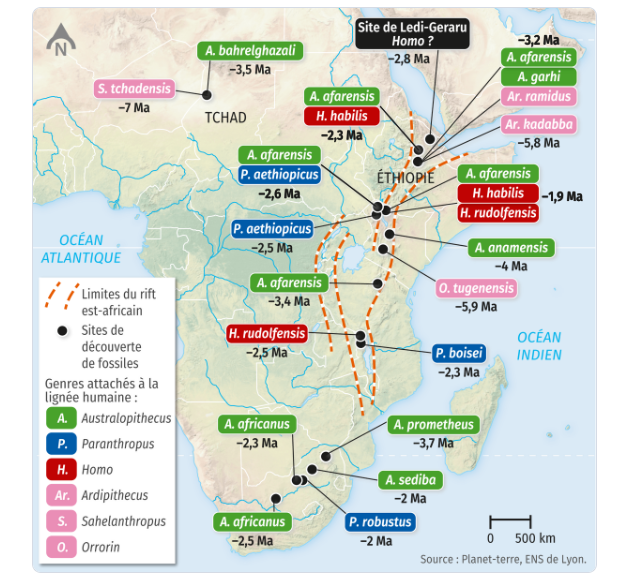 N
A. bahrelghazali
−3,5 Ma
S. tchadensis
−7 Ma
TCHAD
Site de Ledi-Geraru
Homo ?
−2,8 Ma
−3,2 Ma
A. afarensis
A. garhi
Ar. ramidus
Ar. kadabba
−5,8 Ma
A. afarensis
H. habilis
−2,3 Ma
ÉTHIOPIE
A. afarensis
P. aethiopicus
−2,6 Ma
A. afarensis
H. habilis
H. rudolfensis
−1,9 Ma
P. aethiopicus
−2,5 Ma
A. anamensis
−4 Ma
OCÉAN
ATLANTIQUE
A. afarensis
−3,4 Ma
O. tugenensis
−5,9 Ma
H. rudolfensis
−2,5 Ma
P. boisei
−2,3 Ma
OCÉAN
INDIEN
Limites du rift
est-africain
Sites de
découverte
de fossiles
Genres attachés à la
lignée humaine :
A. Australopithecus
P. Paranthropus
H. Homo
Ar. Ardipithecus
S. Sahelanthropus
O. Orrorin
A. africanus
−2,3 Ma
A. prometheus
−3,7 Ma
A. sediba
−2 Ma
A. africanus
−2,5 Ma
P. robustus
−2 Ma
0 500 km
Source : Planet-terre, ENS de Lyon.